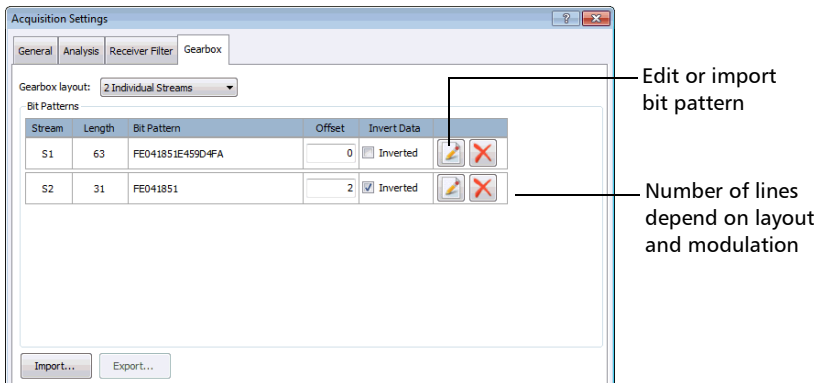 Acquisition Settings
?
General Analysis Receiver Filter Gearbox
Gearbox layout: 2 Individual Streams
Bit Patterns
Stream Length Bit Pattern Offset Invert Data
S1 63 FE041851E459D4FA 0 Inverted
S2 31 FE041851 2 Inverted
Import... Export...
Edit or import
bit pattern
Number of lines
depend on layout
and modulation